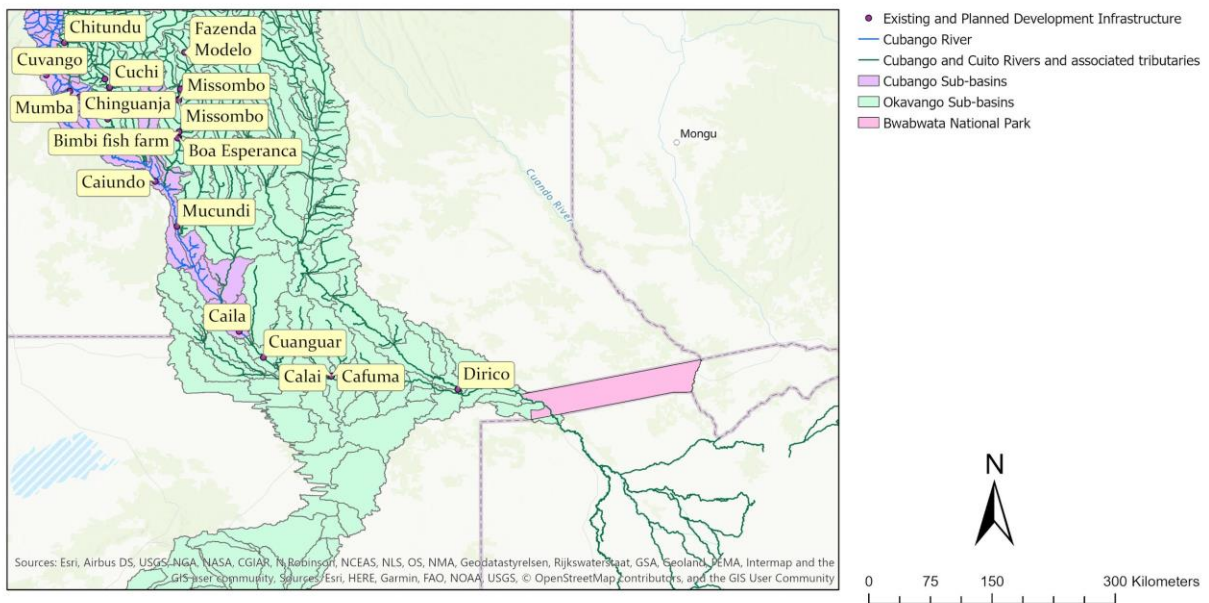 Chitundu
Fazenda
Modelo
Cuvango
Cuchi
Missombo
Mumba
Chinguanja
Missombo
Bimbi fish farm
Boa Esperanca
Caiundo
Mucundi
Caila
Cuanguar
Calai
Cafuma
Dirico
Mongu
Cuando River
Sources: Esri, Airbus DS, USGS, NGA, NASA, CGIAR, N Robinson, NCEAS, NLS, OS, NMA, Geodatastyrelsen, Rijkswaterstaat, GSA, Geoland, FEMA, Intermap and the
GIS user community, Sources: Esri, HERE, Garmin, FAO, NOAA, USGS, © OpenStreetMap contributors, and the GIS User Community
Existing and Planned Development Infrastructure
Cubango River
Cubango and Cuito Rivers and associated tributaries
Cubango Sub-basins
Okavango Sub-basins
Bwabwata National Park
N
0 75 150 300 Kilometers